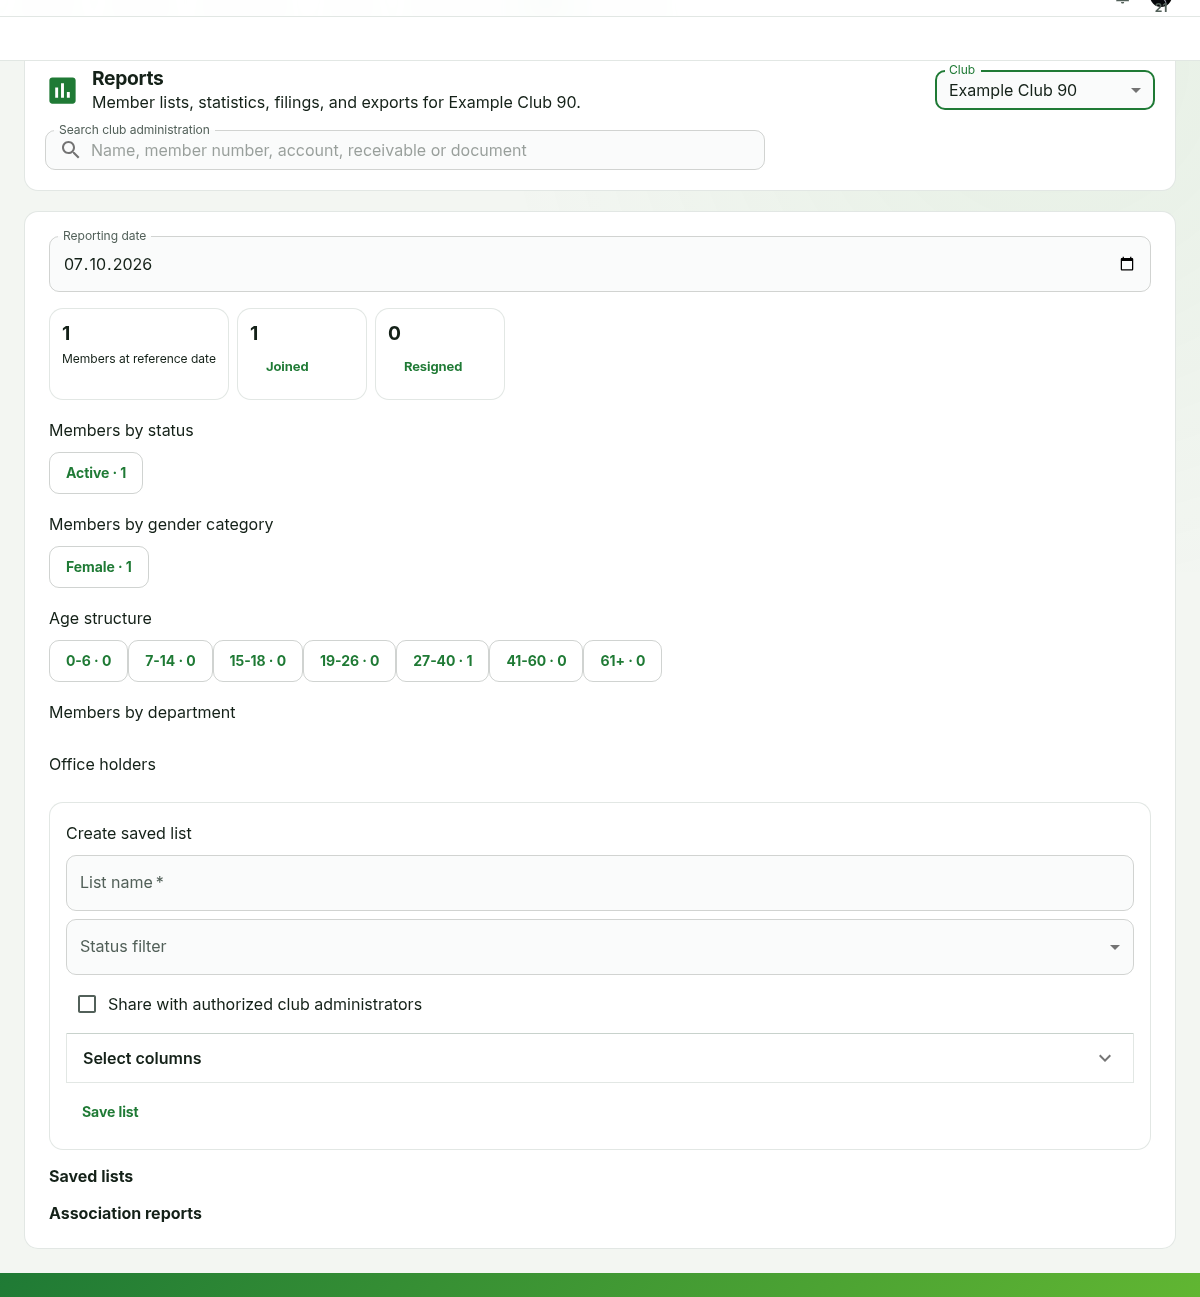 21
Reports
Member lists, statistics, filings, and exports for Example Club 90.
Club
Example Club 90
Search club administration
Name, member number, account, receivable or document
Reporting date
07.10.2026
1
Members at reference date
1
Joined
0
Resigned
Members by status
Active · 1
Members by gender category
Female · 1
Age structure
0-6 · 0
7-14 · 0
15-18 · 0
19-26 · 0
27-40 · 1
41-60 · 0
61+ · 0
Members by department
Office holders
Create saved list
List name *
Status filter
Share with authorized club administrators
Select columns
Save list
Saved lists
Association reports